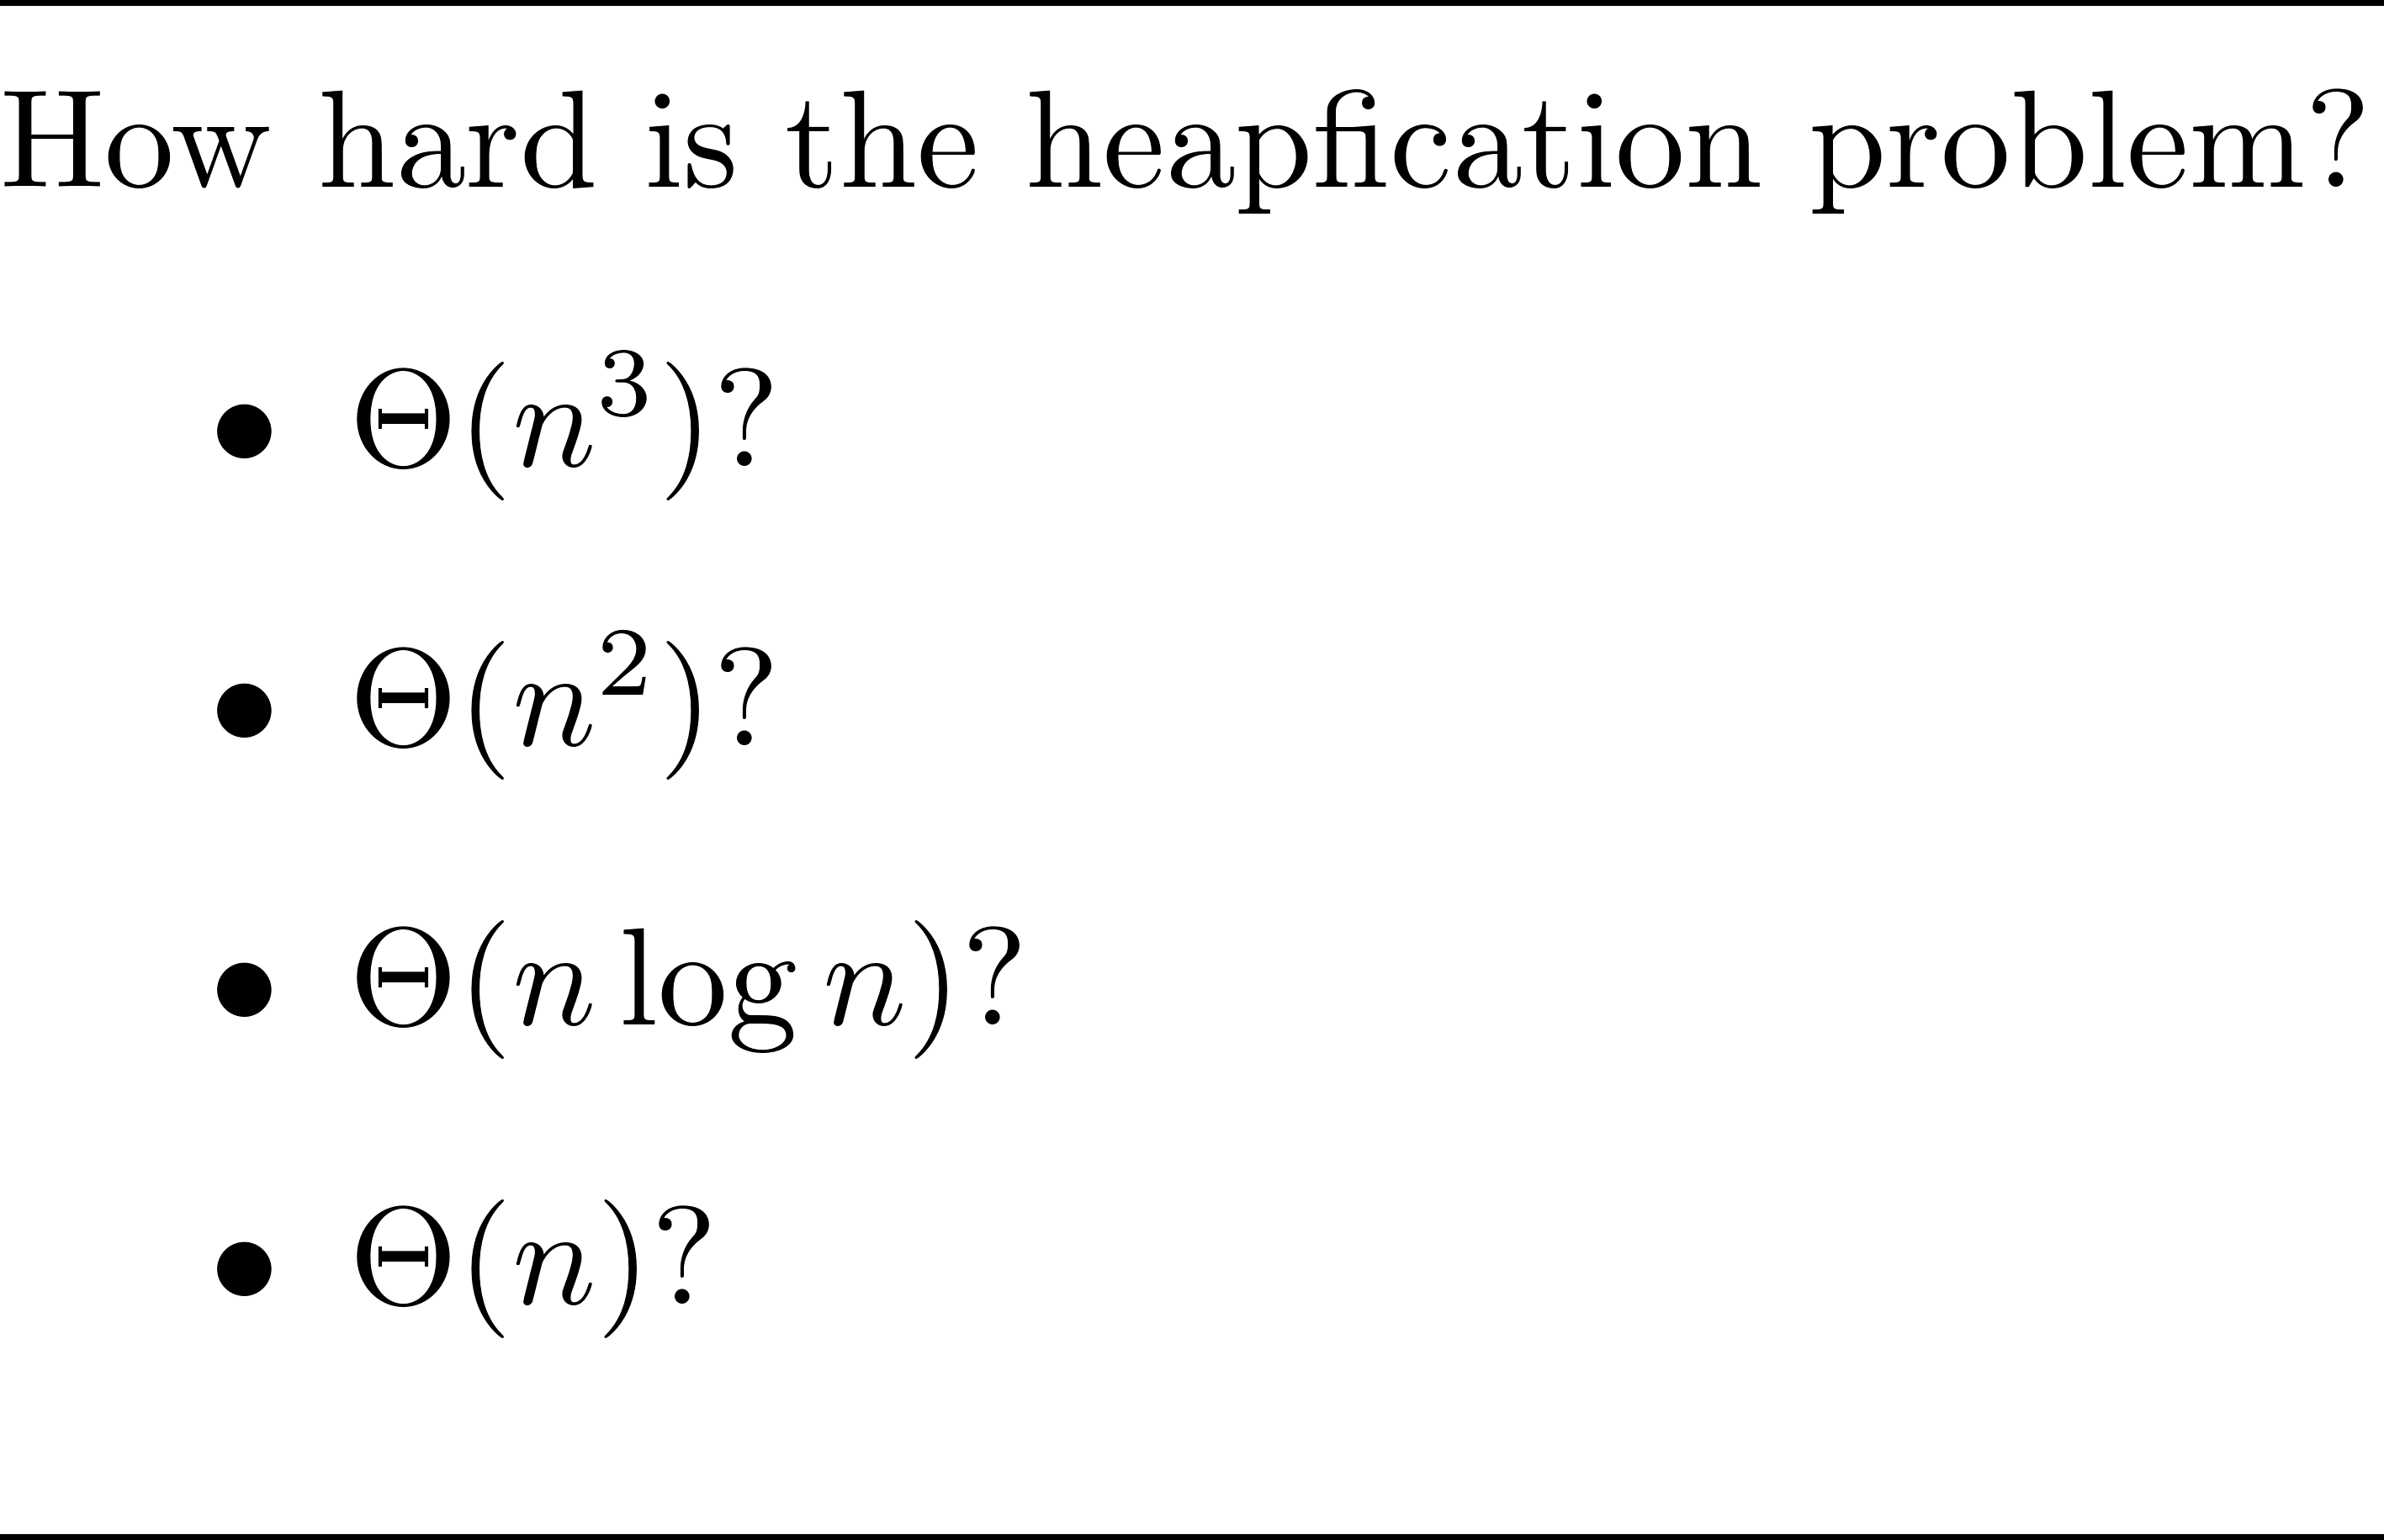 How hard is the heapfication problem?
• Θ(n³)?
• Θ(n²)?
• Θ(n log n)?
• Θ(n)?